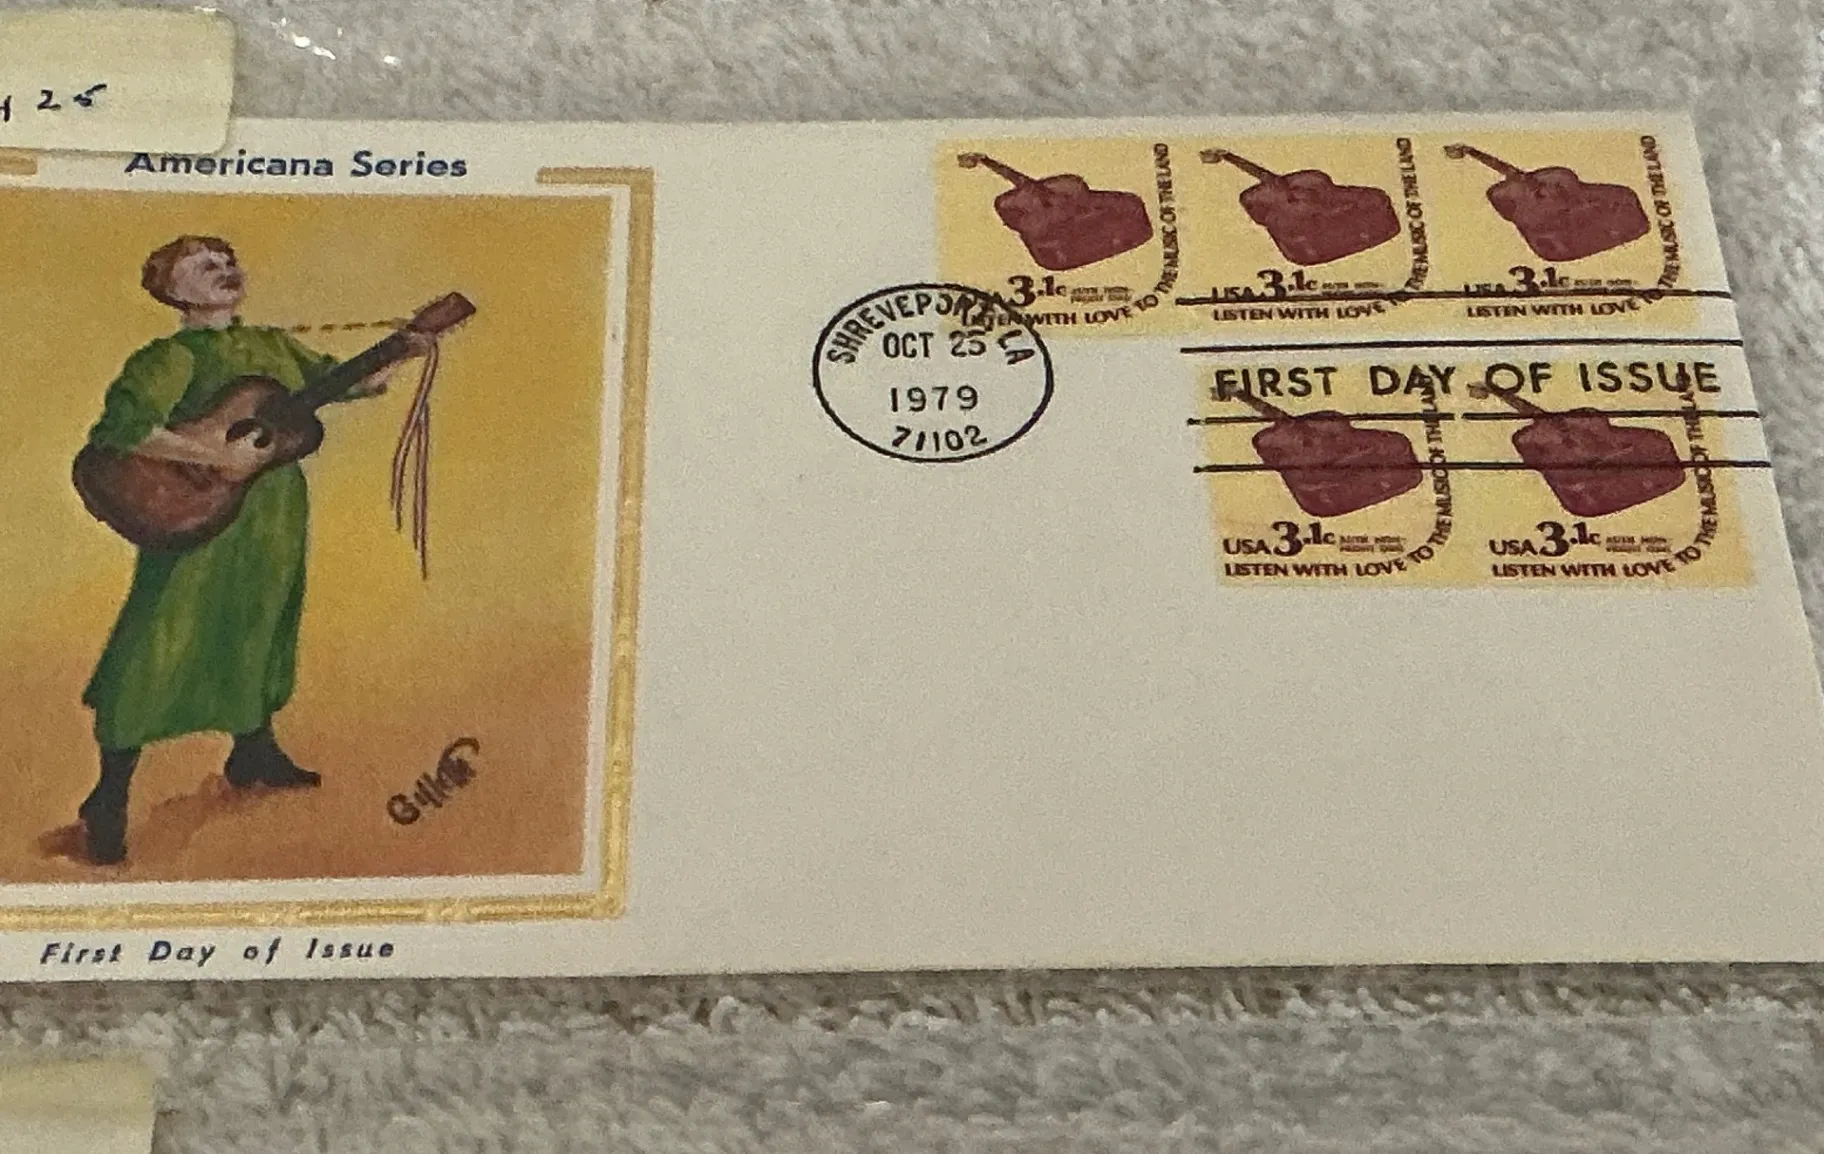 25
Americana Series
3.1c
LISTEN WITH LOVE TO THE MUSIC OF THE LAND
USA 3.1c
LISTEN WITH LOVE TO THE MUSIC OF THE LAND
USA 3.1c
LISTEN WITH LOVE TO THE MUSIC OF THE LAND
SHREVEPORT, LA
OCT 25
1979
71102
FIRST DAY OF ISSUE
USA 3.1c
LISTEN WITH LOVE TO THE MUSIC OF THE LAND
USA 3.1c
LISTEN WITH LOVE TO THE MUSIC OF THE LAND
First Day of Issue